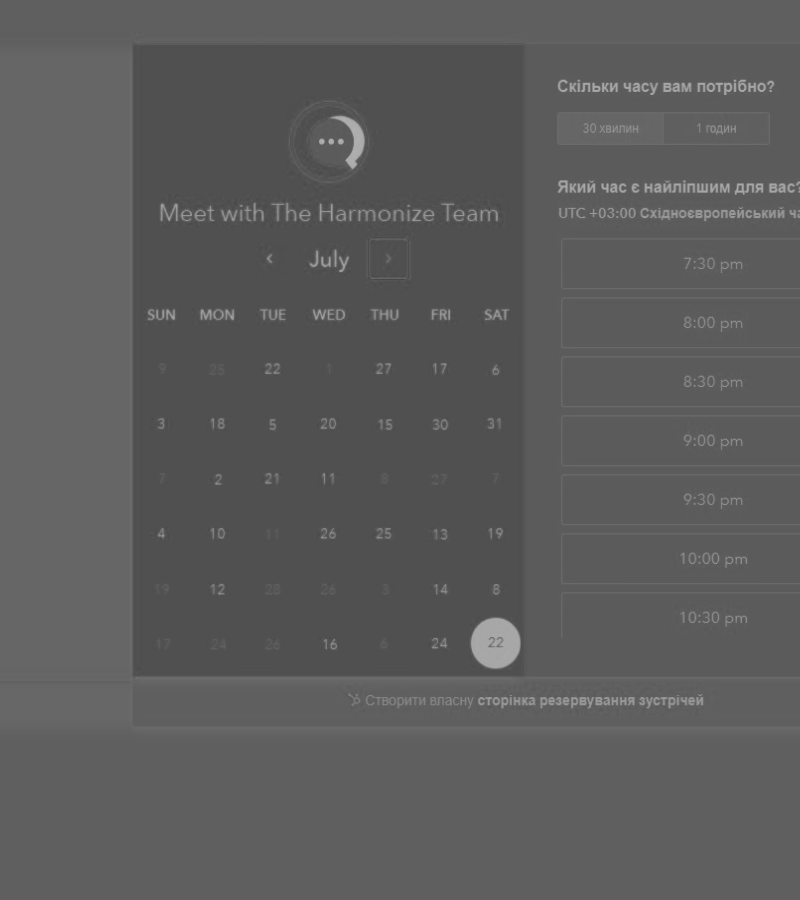 Meet with The Harmonize Team
July
SUN MON TUE WED THU FRI SAT
9 25 22 1 27 17 6
3 18 5 20 15 30 31
7 2 21 11 8 27 7
4 10 11 26 25 13 19
19 12 28 26 3 14 8
17 24 26 16 6 24 22
Скільки часу вам потрібно?
30 хвилин 1 годин
Який час є найліпшим для вас?
UTC +03:00 Східноєвропейський
7:30 pm
8:00 pm
8:30 pm
9:00 pm
9:30 pm
10:00 pm
10:30 pm
Створити власну сторінка резервування зустрічей